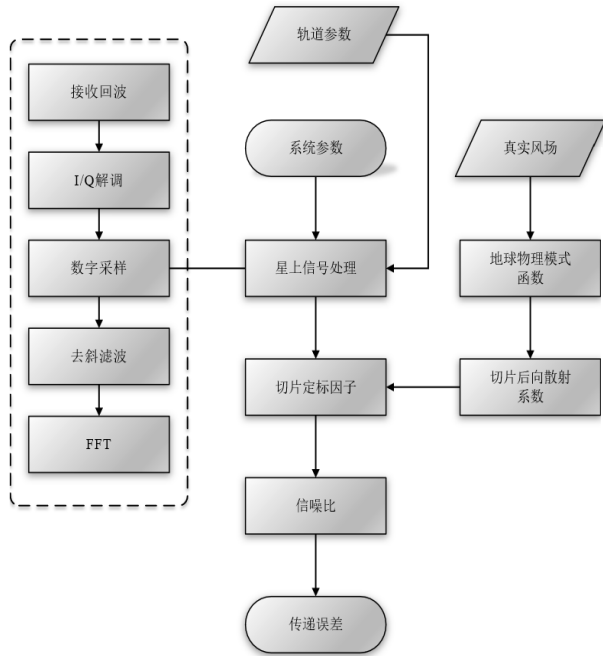 轨道参数
接收回波
系统参数
真实风场
I/Q解调
数字采样
星上信号处理
地球物理模式
函数
去斜滤波
切片定标因子
切片后向散射
系数
FFT
信噪比
传递误差